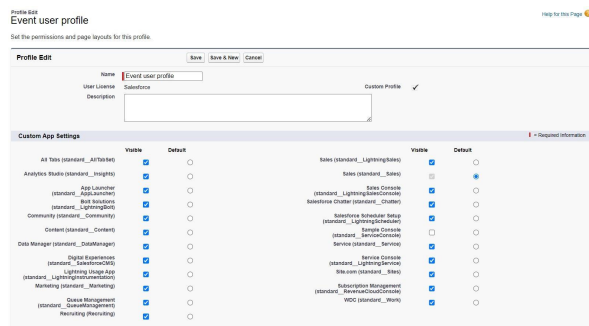 Profile Edit
Event user profile
Help for this Page
Set the permissions and page layouts for this profile.
Profile Edit
Save
Save & New
Cancel
Name
Event user profile
User License
Salesforce
Custom Profile
Description
Custom App Settings
= Required Information
Visible
Default
Visible
Default
All Tabs (standard__AllTabSet)
Sales (standard__LightningSales)
Analytics Studio (standard__Insights)
Sales (standard__Sales)
App Launcher
(standard__AppLauncher)
Sales Console
(standard__LightningSalesConsole)
Bolt Solutions
(standard__LightningBolt)
Salesforce Chatter (standard__Chatter)
Community (standard__Community)
Salesforce Scheduler Setup
(standard__LightningScheduler)
Content (standard__Content)
Sample Console
(standard__ServiceConsole)
Data Manager (standard__DataManager)
Service (standard__Service)
Digital Experiences
(standard__SalesforceCMS)
Service Console
(standard__LightningService)
Lightning Usage App
(standard__LightningInstrumentation)
Site.com (standard__Sites)
Marketing (standard__Marketing)
Subscription Management
(standard__RevenueCloudConsole)
Queue Management
(standard__QueueManagement)
WDC (standard__Work)
Recruiting (Recruiting)